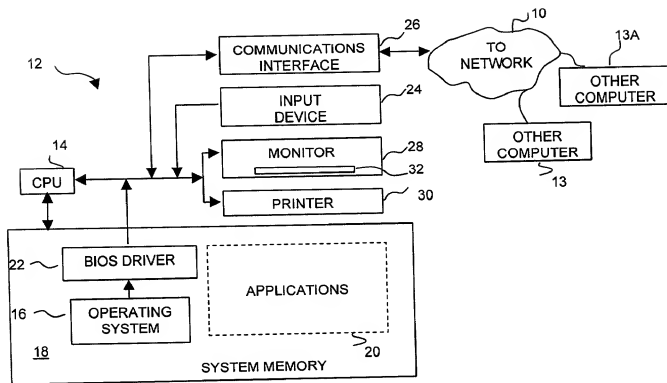 10
26
13A
COMMUNICATIONS
INTERFACE
TO
NETWORK
OTHER
COMPUTER
12
INPUT
DEVICE
24
OTHER
COMPUTER
13
14
MONITOR
28
32
CPU
PRINTER
30
22
BIOS DRIVER
APPLICATIONS
16
OPERATING
SYSTEM
18
SYSTEM MEMORY
20